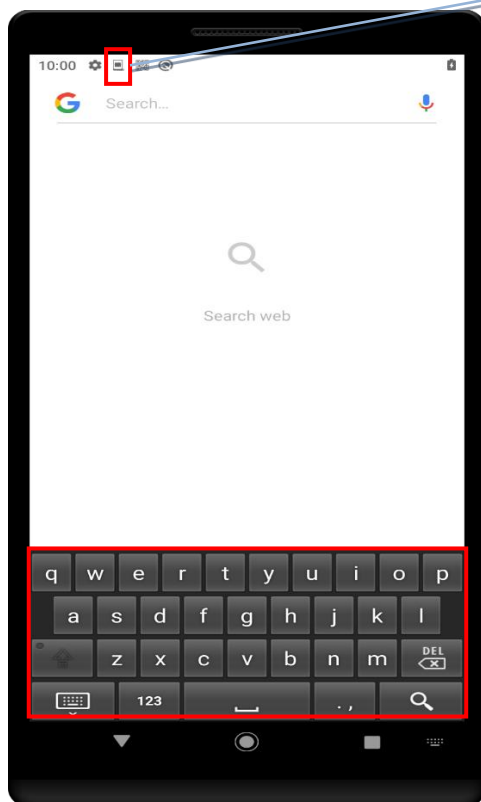 10:00
Search...
Search web
q w e r t y u i o p
a s d f g h j k l
z x c v b n m DEL
123 . ,